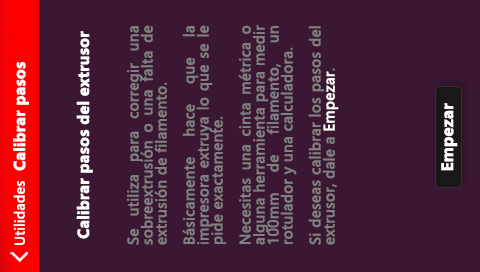 Utilidades Calibrar pasos
Calibrar pasos del extrusor
Se utiliza para corregir una
sobreextrusión o una falta de
extrusión de filamento.
Básicamente hace que la
impresora extruya lo que se le
pide exactamente.
Necesitas una cinta métrica o
alguna herramienta para medir
100mm de filamento, un
rotulador y una calculadora.
Si deseas calibrar los pasos del
extrusor, dale a Empezar.
Empezar